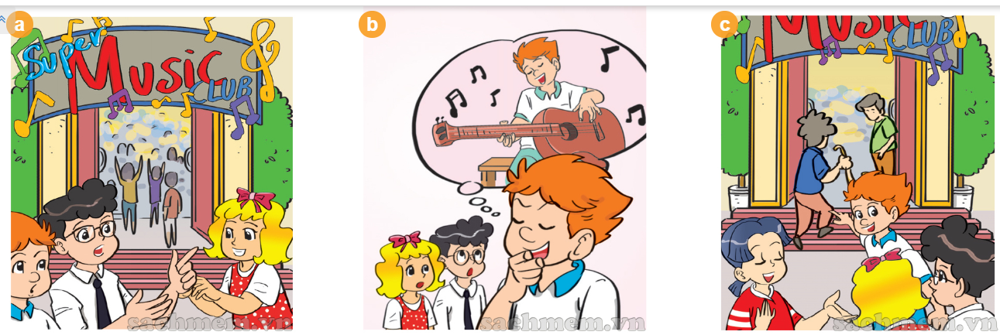 a
Super
Music
CLUB
sachmem.vn
b
sachmem.vn
c
Music
CLUB
sachmem.vn